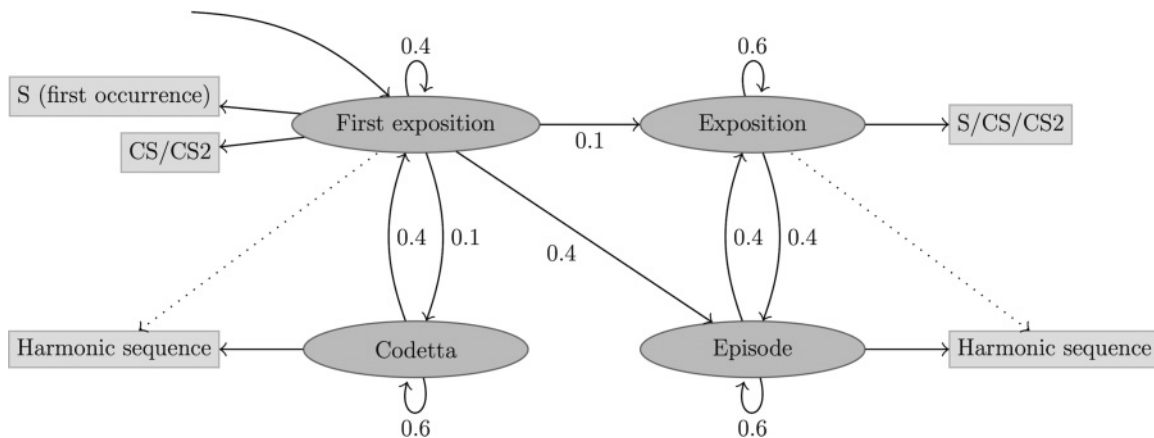 0.4
0.6
S (first occurrence)
First exposition
Exposition
S/CS/CS2
0.1
CS/CS2
0.4
0.1
0.4
0.4
0.4
Harmonic sequence
Codetta
Episode
Harmonic sequence
0.6
0.6